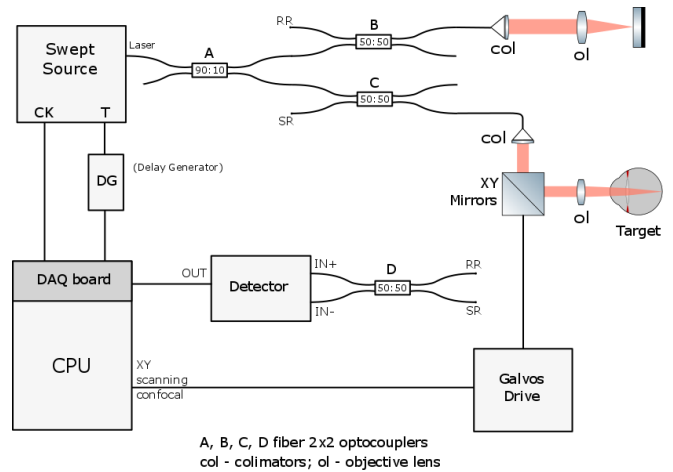 Swept
Source
CK
T
Laser
A
90:10
RR
B
50:50
C
50:50
SR
col
ol
col
XY
Mirrors
ol
Target
DG
(Delay Generator)
DAQ board
CPU
OUT
Detector
IN+
IN-
D
50:50
RR
SR
XY
scanning
confocal
Galvos
Drive
A, B, C, D fiber 2x2 optocouplers
col - colimators; ol - objective lens